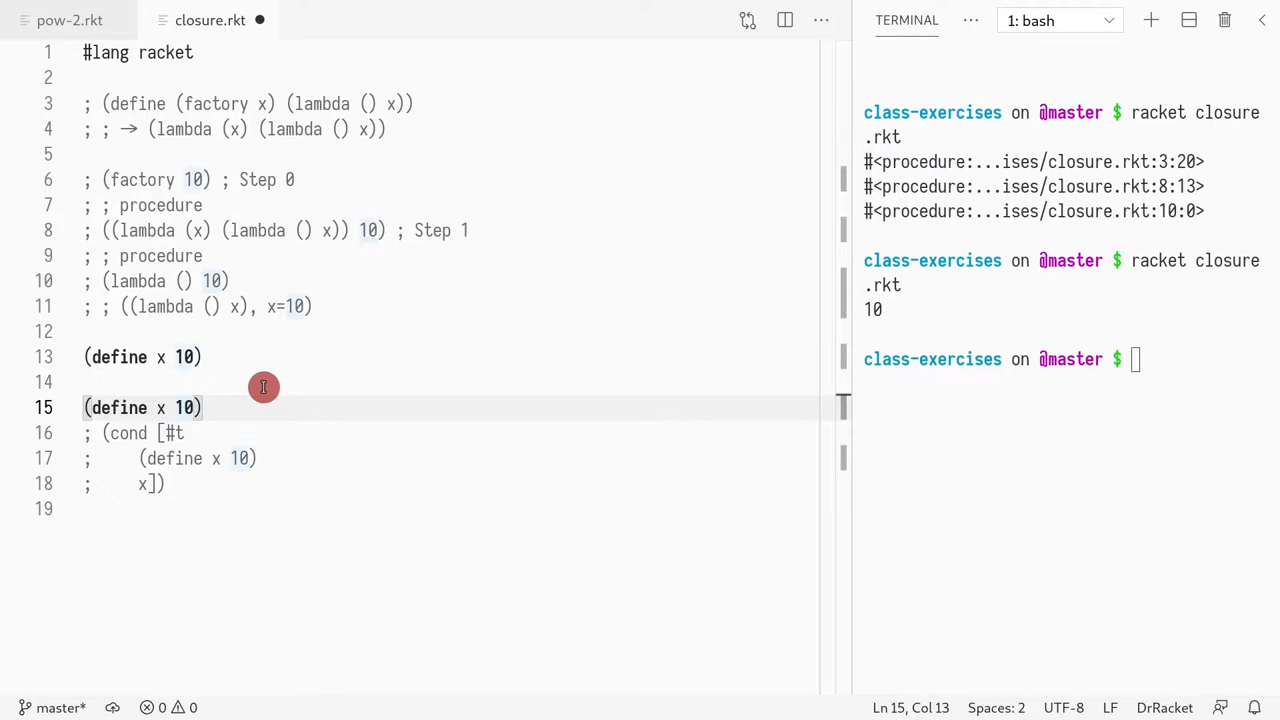 pow-2.rkt
closure.rkt
1 #lang racket
2
3 ; (define (factory x) (lambda () x))
4 ; ; → (lambda (x) (lambda () x))
5
6 ; (factory 10) ; Step 0
7 ; ; procedure
8 ; ((lambda (x) (lambda () x)) 10) ; Step 1
9 ; ; procedure
10 ; (lambda () 10)
11 ; ; ((lambda () x), x=10)
12
13 (define x 10)
14
15 (define x 10)
16 ; (cond [#t
17 ;     (define x 10)
18 ;     x])
19
TERMINAL
1: bash
class-exercises on @master $ racket closure
.rkt
#<procedure:...ises/closure.rkt:3:20>
#<procedure:...ises/closure.rkt:8:13>
#<procedure:...ises/closure.rkt:10:0>
class-exercises on @master $ racket closure
.rkt
10
class-exercises on @master $
master* 0 0 Ln 15, Col 13 Spaces: 2 UTF-8 LF DrRacket